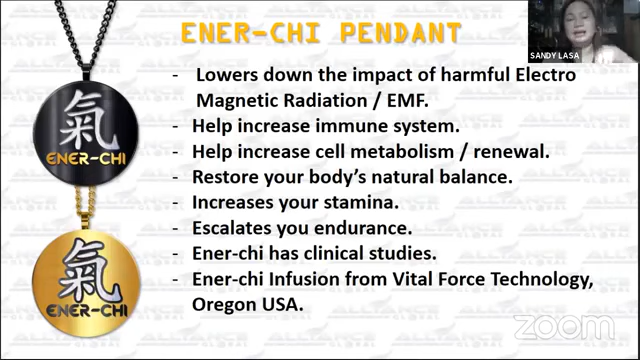 ENER-CHI PENDANT
SANDY LASA
- Lowers down the impact of harmful Electro
Magnetic Radiation / EMF.
- Help increase immune system.
- Help increase cell metabolism / renewal.
- Restore your body's natural balance.
- Increases your stamina.
- Escalates you endurance.
- Ener-chi has clinical studies.
- Ener-chi Infusion from Vital Force Technology,
Oregon USA.
氣
ENER-CHI
氣
ENER-CHI
zoom